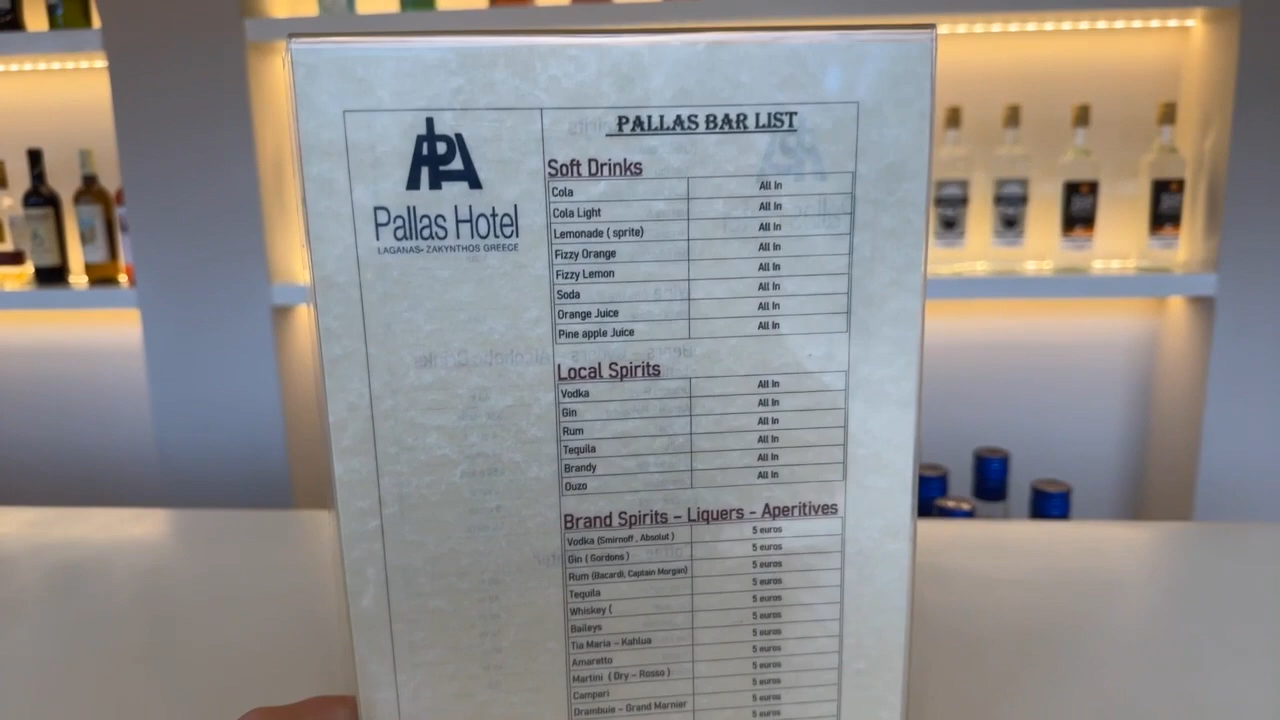 PALLAS BAR LIST
Pallas Hotel
LAGANAS- ZAKYNTHOS GREECE
Soft Drinks
Cola All In
Cola Light All In
Lemonade ( sprite) All In
Fizzy Orange All In
Fizzy Lemon All In
Soda All In
Orange Juice All In
Pine apple Juice All In
Local Spirits
Vodka All In
Gin All In
Rum All In
Tequila All In
Brandy All In
Ouzo All In
Brand Spirits – Liquers - Aperitives
Vodka (Smirnoff , Absolut ) 5 euros
Gin ( Gordons ) 5 euros
Rum (Bacardi, Captain Morgan) 5 euros
Tequila 5 euros
Whiskey ( 5 euros
Baileys 5 euros
Tia Maria – Kahlua 5 euros
Amaretto 5 euros
Martini ( Dry – Rosso ) 5 euros
Campari 5 euros
Drambuie – Grand Marnier 5 euros
5 euros